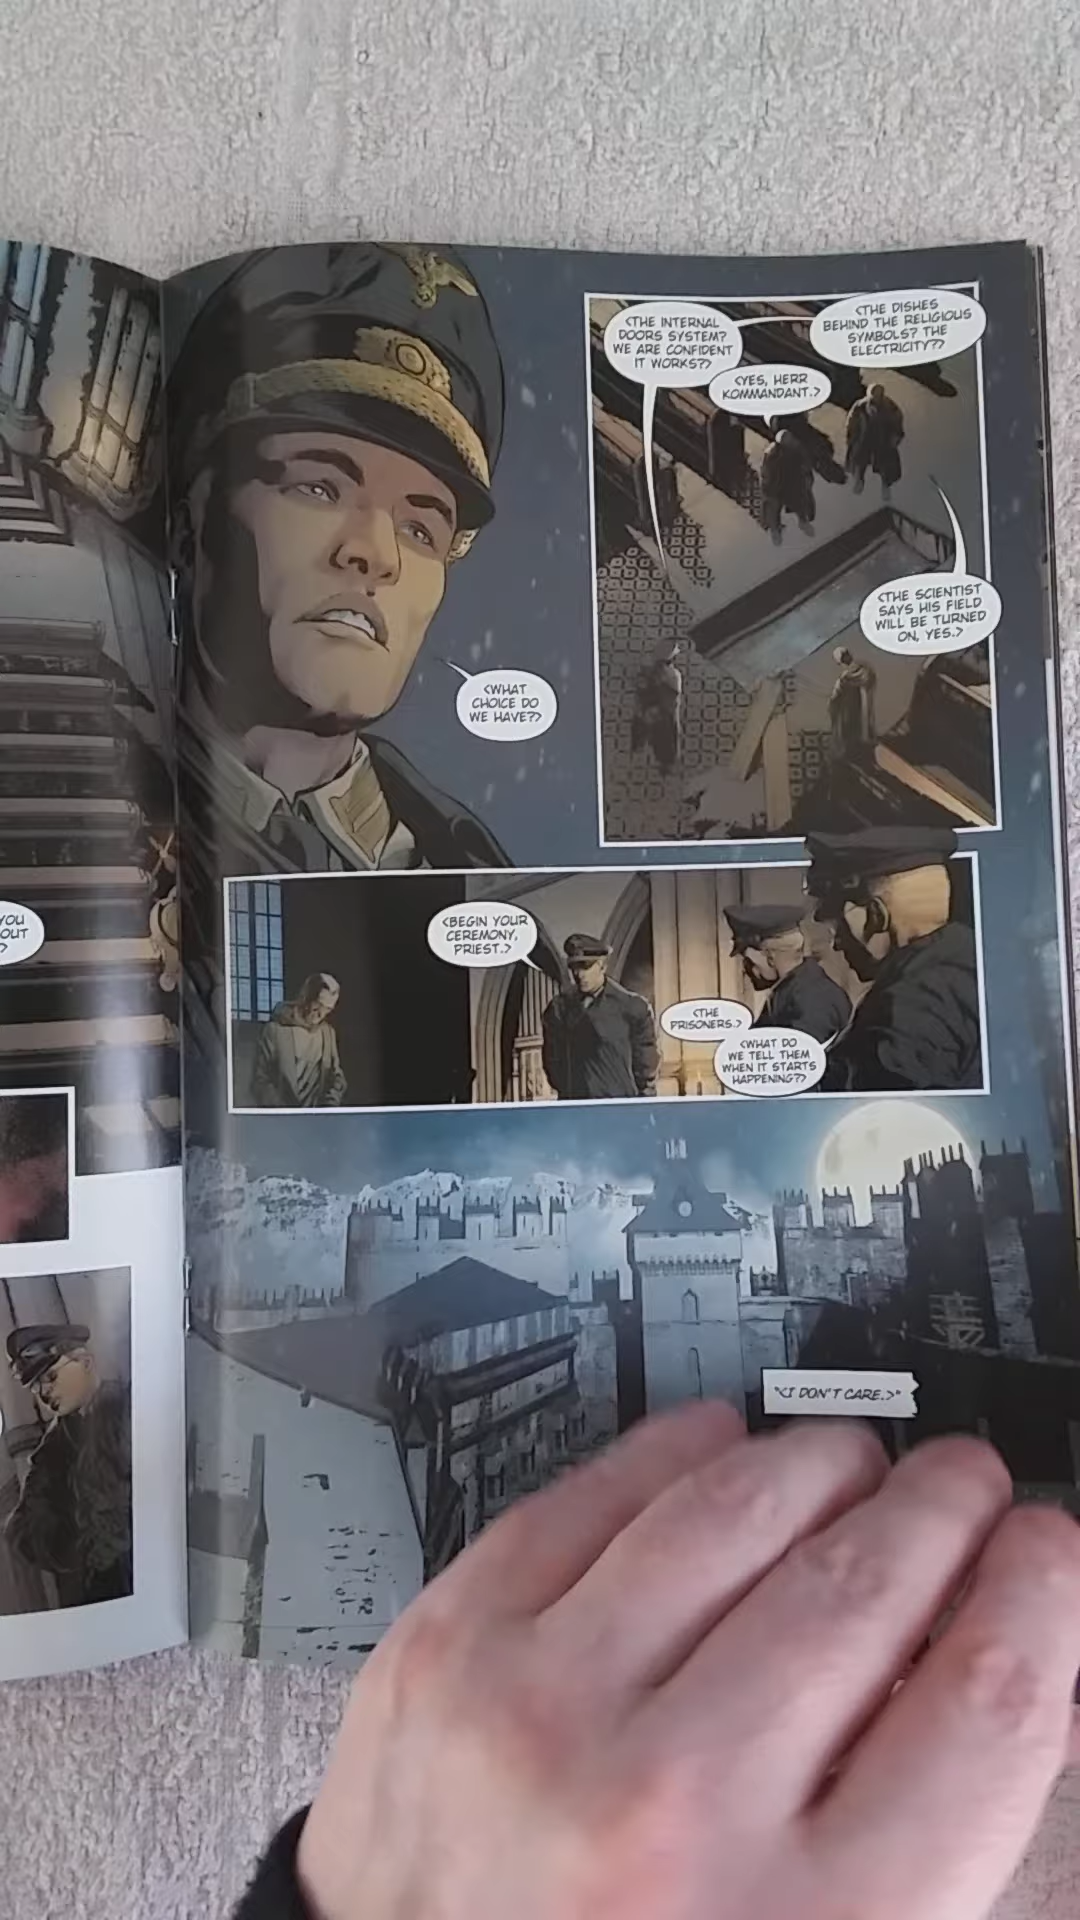 YOU
OUT
?>
<WHAT
CHOICE DO
WE HAVE?>
<THE INTERNAL
DOORS SYSTEM?
WE ARE CONFIDENT
IT WORKS?>
<YES, HERR
KOMMANDANT.>
<THE DISHES
BEHIND THE RELIGIOUS
SYMBOLS? THE
ELECTRICITY?>
<THE SCIENTIST
SAYS HIS FIELD
WILL BE TURNED
ON, YES.>
<BEGIN YOUR
CEREMONY,
PRIEST.>
<THE
PRISONERS.>
<WHAT DO
WE TELL THEM
WHEN IT STARTS
HAPPENING?>
"<I DON'T CARE.>"